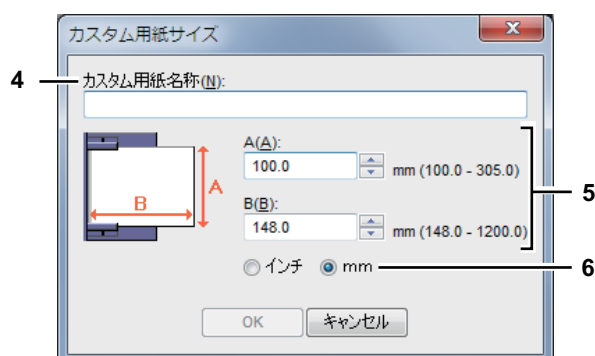 カスタム用紙サイズ
4
カスタム用紙名称(N):
A(A):
100.0 mm (100.0 - 305.0)
A
B
5
B(B):
148.0 mm (148.0 - 1200.0)
インチ mm
6
OK キャンセル